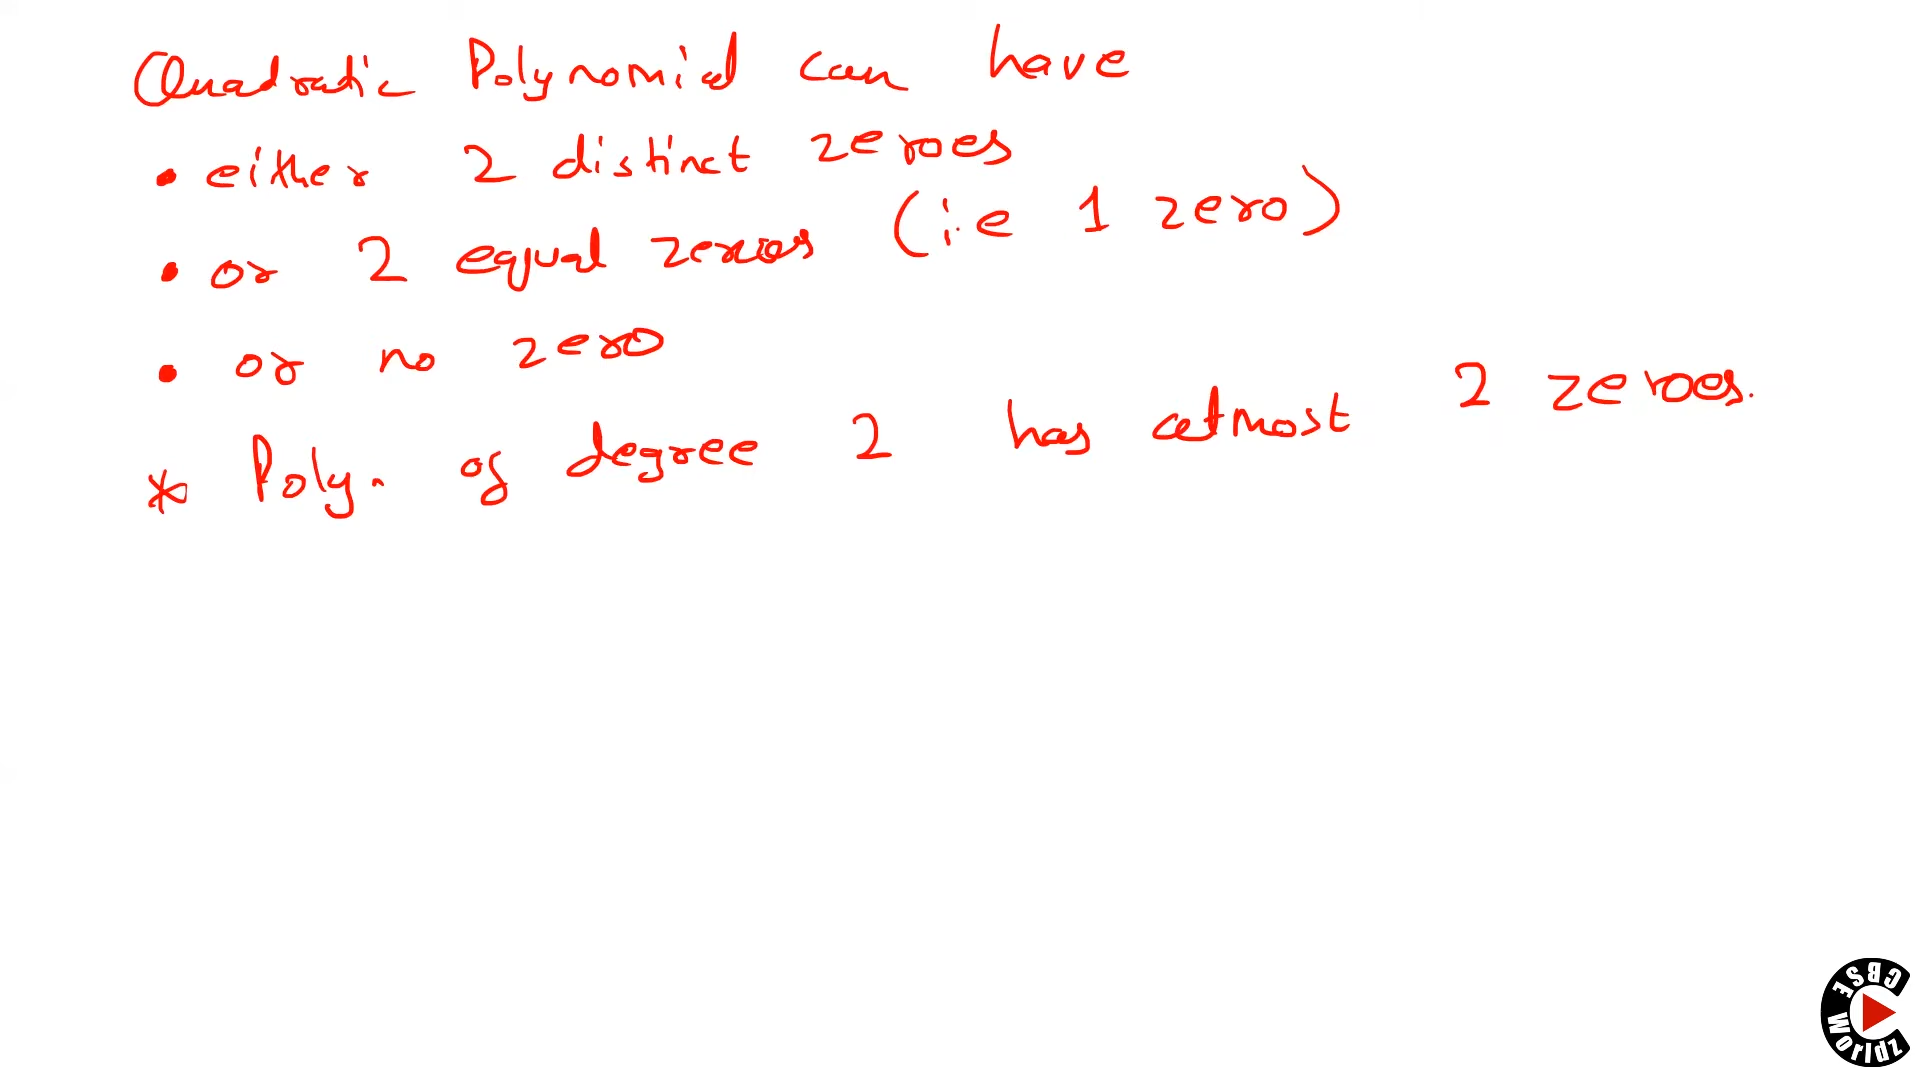 Quadratic Polynomial can have
• either 2 distinct zeroes
• or 2 equal zeroes (i.e 1 zero)
• or no zero
* Poly. of degree 2 has atmost 2 zeroes.
CBSE Worldz